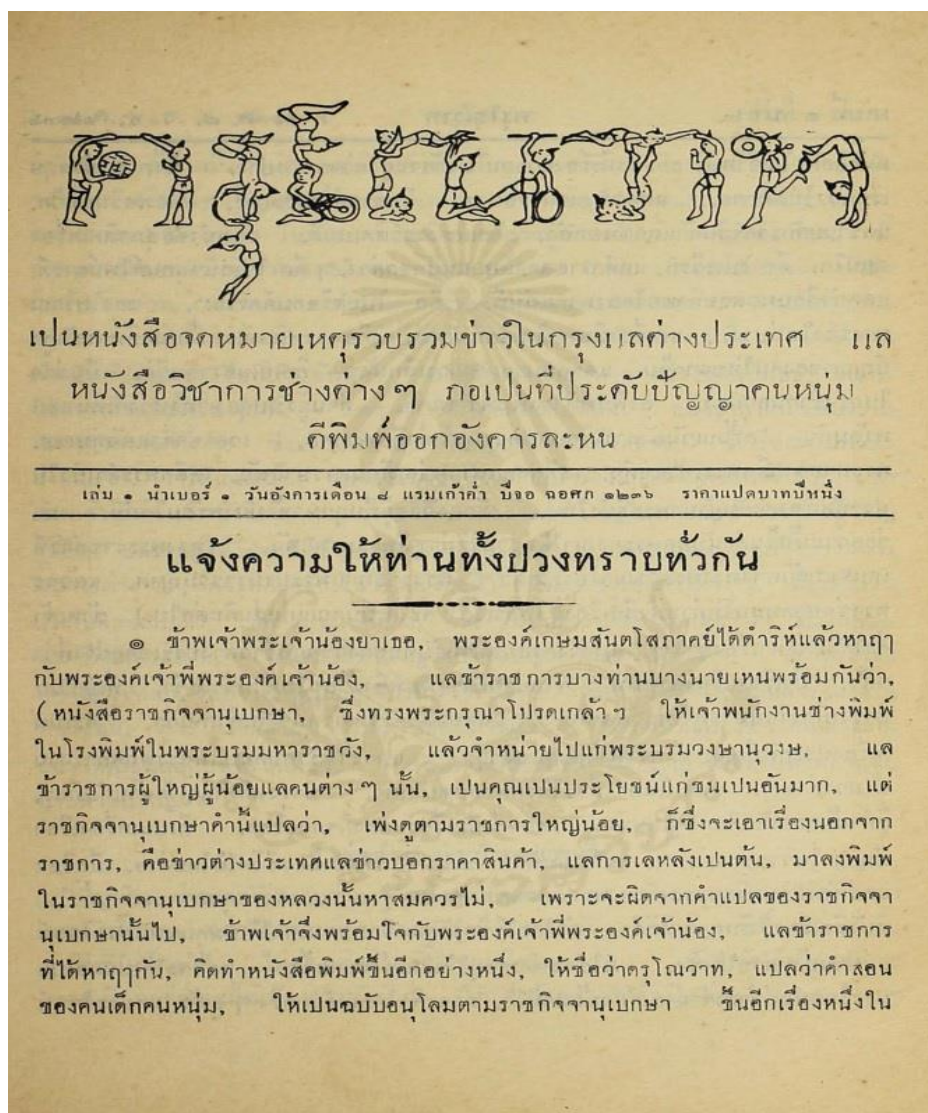 ดรุโณวาท
เปนหนังสือจดหมายเหตุรวบรวมข่าวในกรุงแลต่างประเทศ แล
หนังสือวิชาการช่างต่าง ๆ กอเปนที่ประดับปัญญาคนหนุ่ม
ตีพิมพ์ออกอังคารละหน
เล่ม ๑ นำเบอร์ ๑ วันอังการเดือน ๘ แรมเก้าค่ำ ปีจอ ฉอศก ๑๒๓๖ ราคาแปดบาทปีหนึ่ง
แจ้งความให้ท่านทั้งปวงทราบทั่วกัน
๑ ข้าพเจ้าพระเจ้าน้องยาเธอ, พระองค์เกษมสันตโสภาคย์ได้ดำริห์แล้วหาฤๅ
กับพระองค์เจ้าพี่พระองค์เจ้าน้อง, แลข้าราชการบางท่านบางนายเหนพร้อมกันว่า,
(หนังสือราชกิจจานุเบกษา, ซึ่งทรงพระกรุณาโปรดเกล้า ฯ ให้เจ้าพนักงานช่างพิมพ์
ในโรงพิมพ์ในพระบรมมหาราชวัง, แล้วจำหน่ายไปแก่พระบรมวงษานุวงษ, แล
ข้าราชการผู้ใหญ่ผู้น้อยแลคนต่าง ๆ นั้น, เปนคุณเปนประโยชน์แก่ชนเปนอันมาก, แต่
ราชกิจจานุเบกษาคำนี้แปลว่า, เพ่งดูตามราชการใหญ่น้อย, ก็ซึ่งจะเอาเรื่องนอกจาก
ราชการ, คือข่าวต่างประเทศแลข่าวบอกราคาสินค้า, แลการเลหลังเปนต้น, มาลงพิมพ์
ในราชกิจจานุเบกษาของหลวงนั้นหาสมควรไม่, เพราะจะผิดจากคำแปลของราชกิจจา
นุเบกษานั้นไป, ข้าพเจ้าจึ่งพร้อมใจกับพระองค์เจ้าพี่พระองค์เจ้าน้อง, แลข้าราชการ
ที่ได้หาฤๅกัน, คิดทำหนังสือพิมพ์ขึ้นอีกอย่างหนึ่ง, ให้ชื่อว่าดรุโณวาท, แปลว่าคำสอน
ของคนเด็กคนหนุ่ม, ให้เปนฉบับอนุโลมตามราชกิจจานุเบกษา ขึ้นอีกเรื่องหนึ่งใน